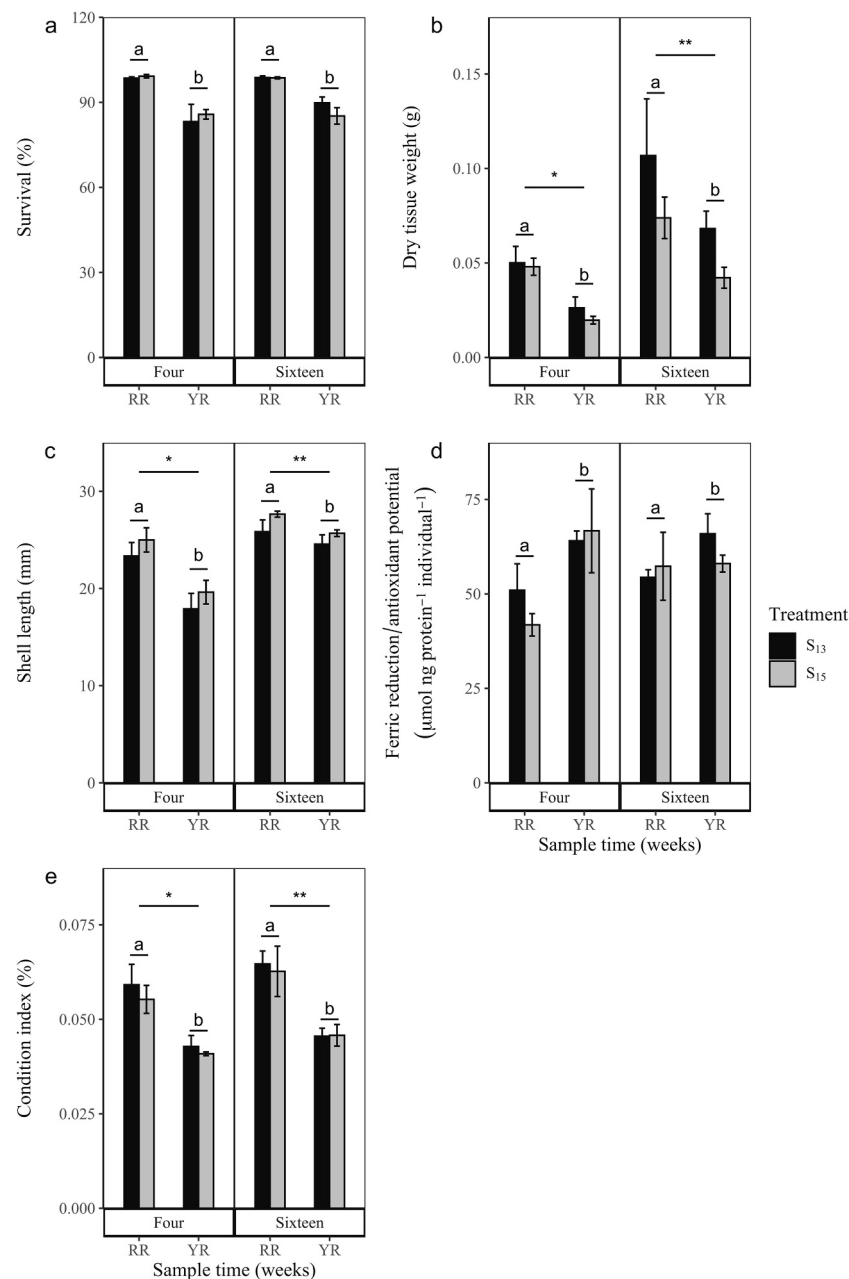 a
Survival (%)
120
90
60
30
0
a
b
a
b
Four
Sixteen
RR
YR
RR
YR
b
Dry tissue weight (g)
0.15
0.10
0.05
0.00
*
**
a
b
a
b
Four
Sixteen
RR
YR
RR
YR
c
Shell length (mm)
30
20
10
0
*
**
a
b
a
b
Four
Sixteen
RR
YR
RR
YR
d
Ferric reduction/antioxidant potential
(μmol ng protein⁻¹ individual⁻¹)
75
50
25
0
a
b
a
b
Four
Sixteen
RR
YR
RR
YR
Sample time (weeks)
Treatment
S₁₃
S₁₅
e
Condition index (%)
0.075
0.050
0.025
0.000
*
**
a
b
a
b
Four
Sixteen
RR
YR
RR
YR
Sample time (weeks)